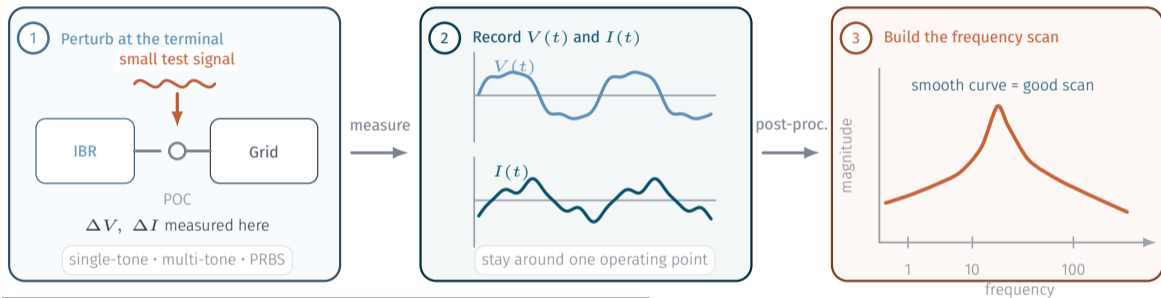 1 Perturb at the terminal
small test signal
IBR
Grid
POC
ΔV, ΔI measured here
single-tone · multi-tone · PRBS
measure
2 Record V(t) and I(t)
V(t)
I(t)
stay around one operating point
post-proc.
3 Build the frequency scan
smooth curve = good scan
magnitude
1 10 100
frequency